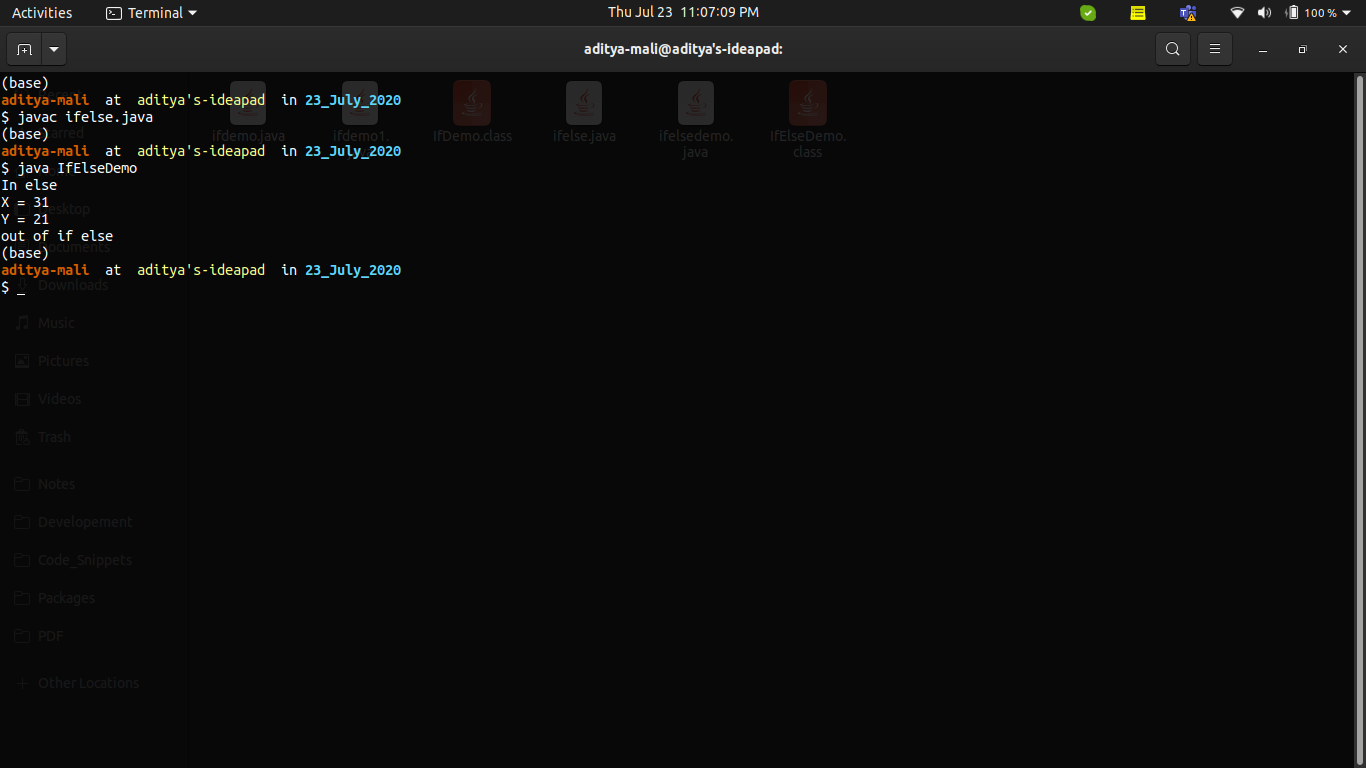 Activities Terminal Thu Jul 23 11:07:09 PM 100 %
aditya-mali@aditya's-ideapad:
(base)
aditya-mali at aditya's-ideapad in 23_July_2020
$ javac ifelse.java
(base)
aditya-mali at aditya's-ideapad in 23_July_2020
$ java IfElseDemo
In else
X = 31
Y = 21
out of if else
(base)
aditya-mali at aditya's-ideapad in 23_July_2020
$ _
ifdemo.java ifdemo1. IfDemo.class ifelse.java ifelsedemo. IfElseDemo.
java class
Downloads
Music
Pictures
Videos
Trash
Notes
Developement
Code_Snippets
Packages
PDF
+ Other Locations